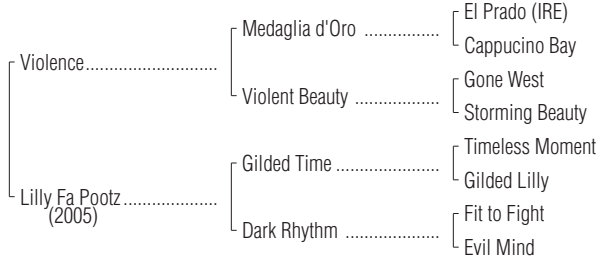 El Prado (IRE)
Medaglia d'Oro ..................
Cappucino Bay
Violence...............................
Gone West
Violent Beauty ....................
Storming Beauty
Timeless Moment
Gilded Time ........................
Gilded Lilly
Lilly Fa Pootz......................
(2005)
Fit to Fight
Dark Rhythm ......................
Evil Mind